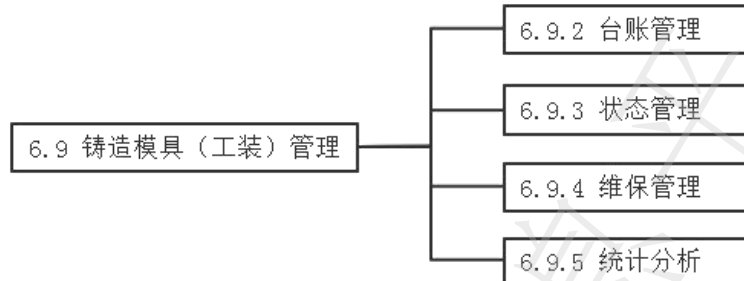 6.9.2 台账管理
6.9.3 状态管理
6.9 铸造模具（工装）管理
6.9.4 维保管理
6.9.5 统计分析